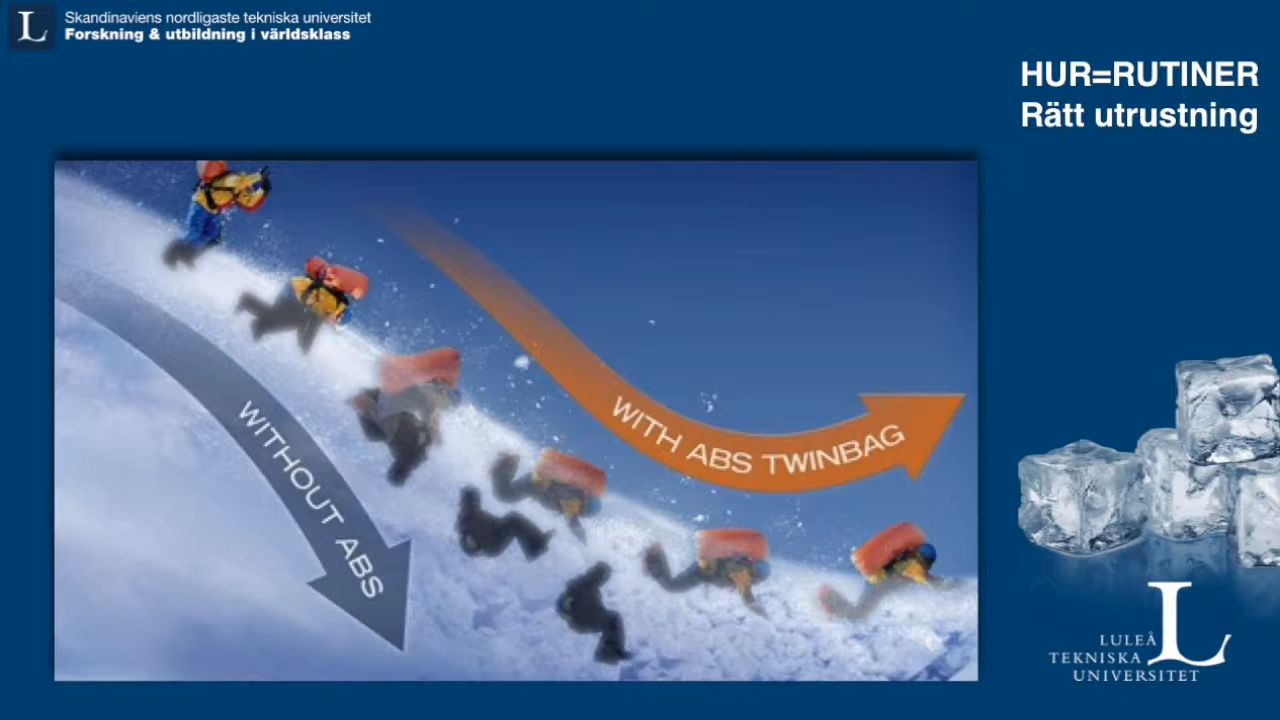 L
Skandinaviens nordligaste tekniska universitet
Forskning & utbildning i världsklass
HUR=RUTINER
Rätt utrustning
WITH ABS TWINBAG
WITHOUT ABS
LULEÅ
TEKNISKA
UNIVERSITET
L